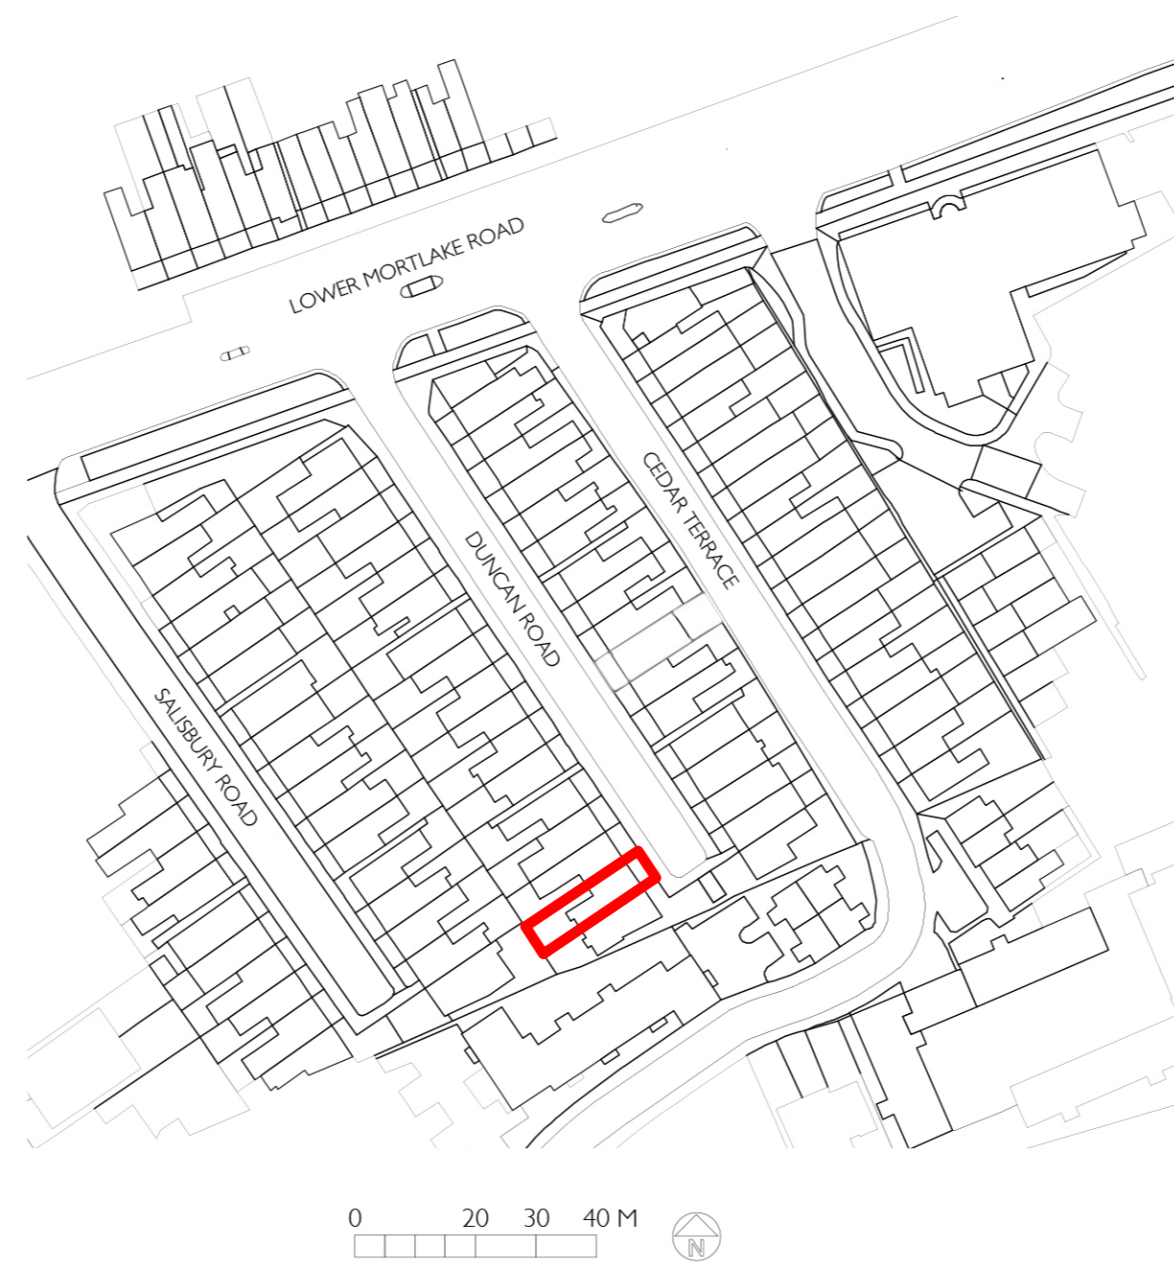 LOWER MORTLAKE ROAD
CEDAR TERRACE
DUNCAN ROAD
SALISBURY ROAD
0 20 30 40 M
N